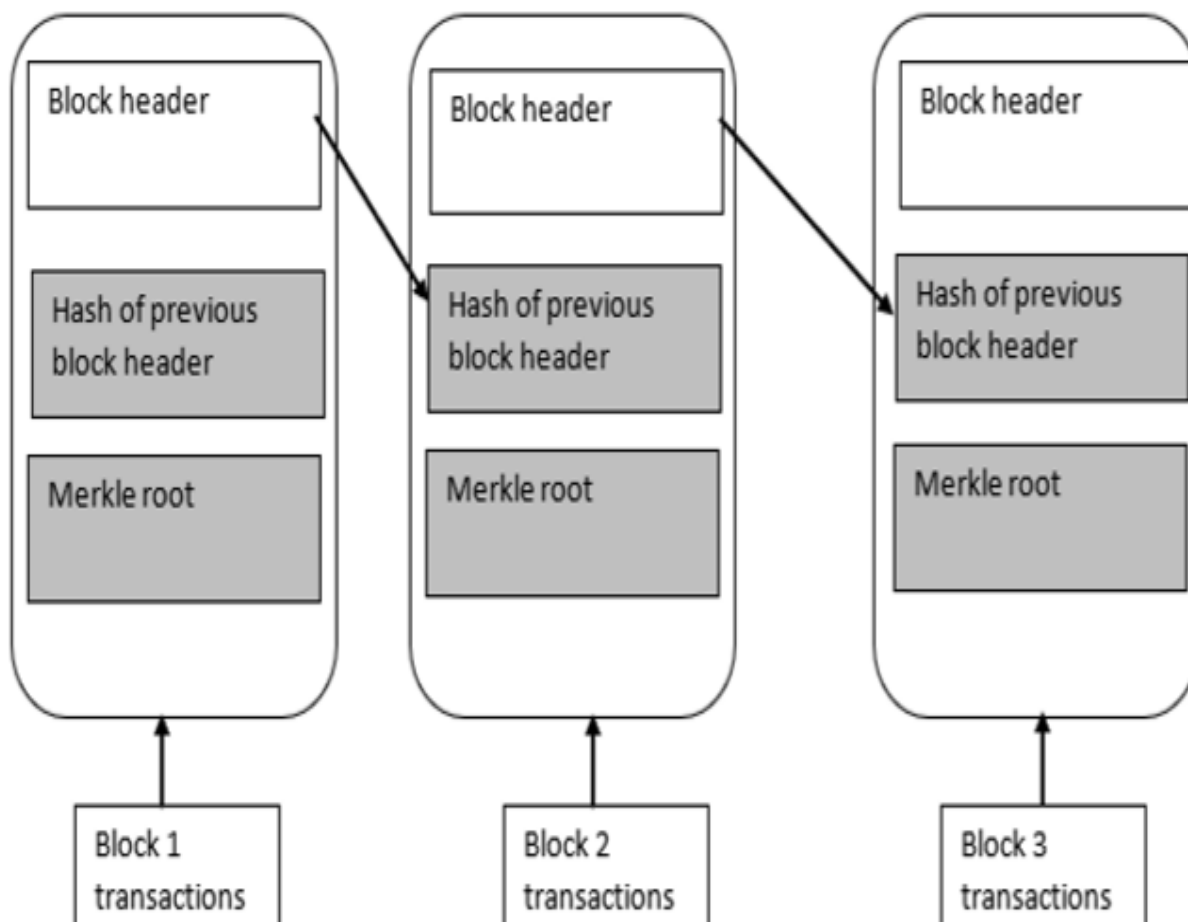 Block header
Hash of previous
block header
Merkle root
Block 1
transactions
Block header
Hash of previous
block header
Merkle root
Block 2
transactions
Block header
Hash of previous
block header
Merkle root
Block 3
transactions